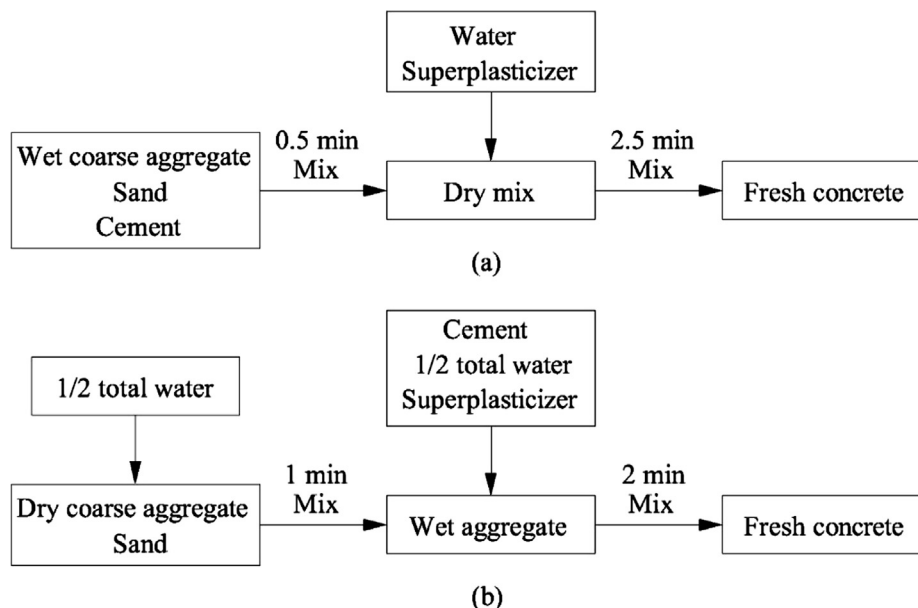 Water
Superplasticizer
Wet coarse aggregate
Sand
Cement
0.5 min
Mix
Dry mix
2.5 min
Mix
Fresh concrete
(a)
1/2 total water
Cement
1/2 total water
Superplasticizer
Dry coarse aggregate
Sand
1 min
Mix
Wet aggregate
2 min
Mix
Fresh concrete
(b)